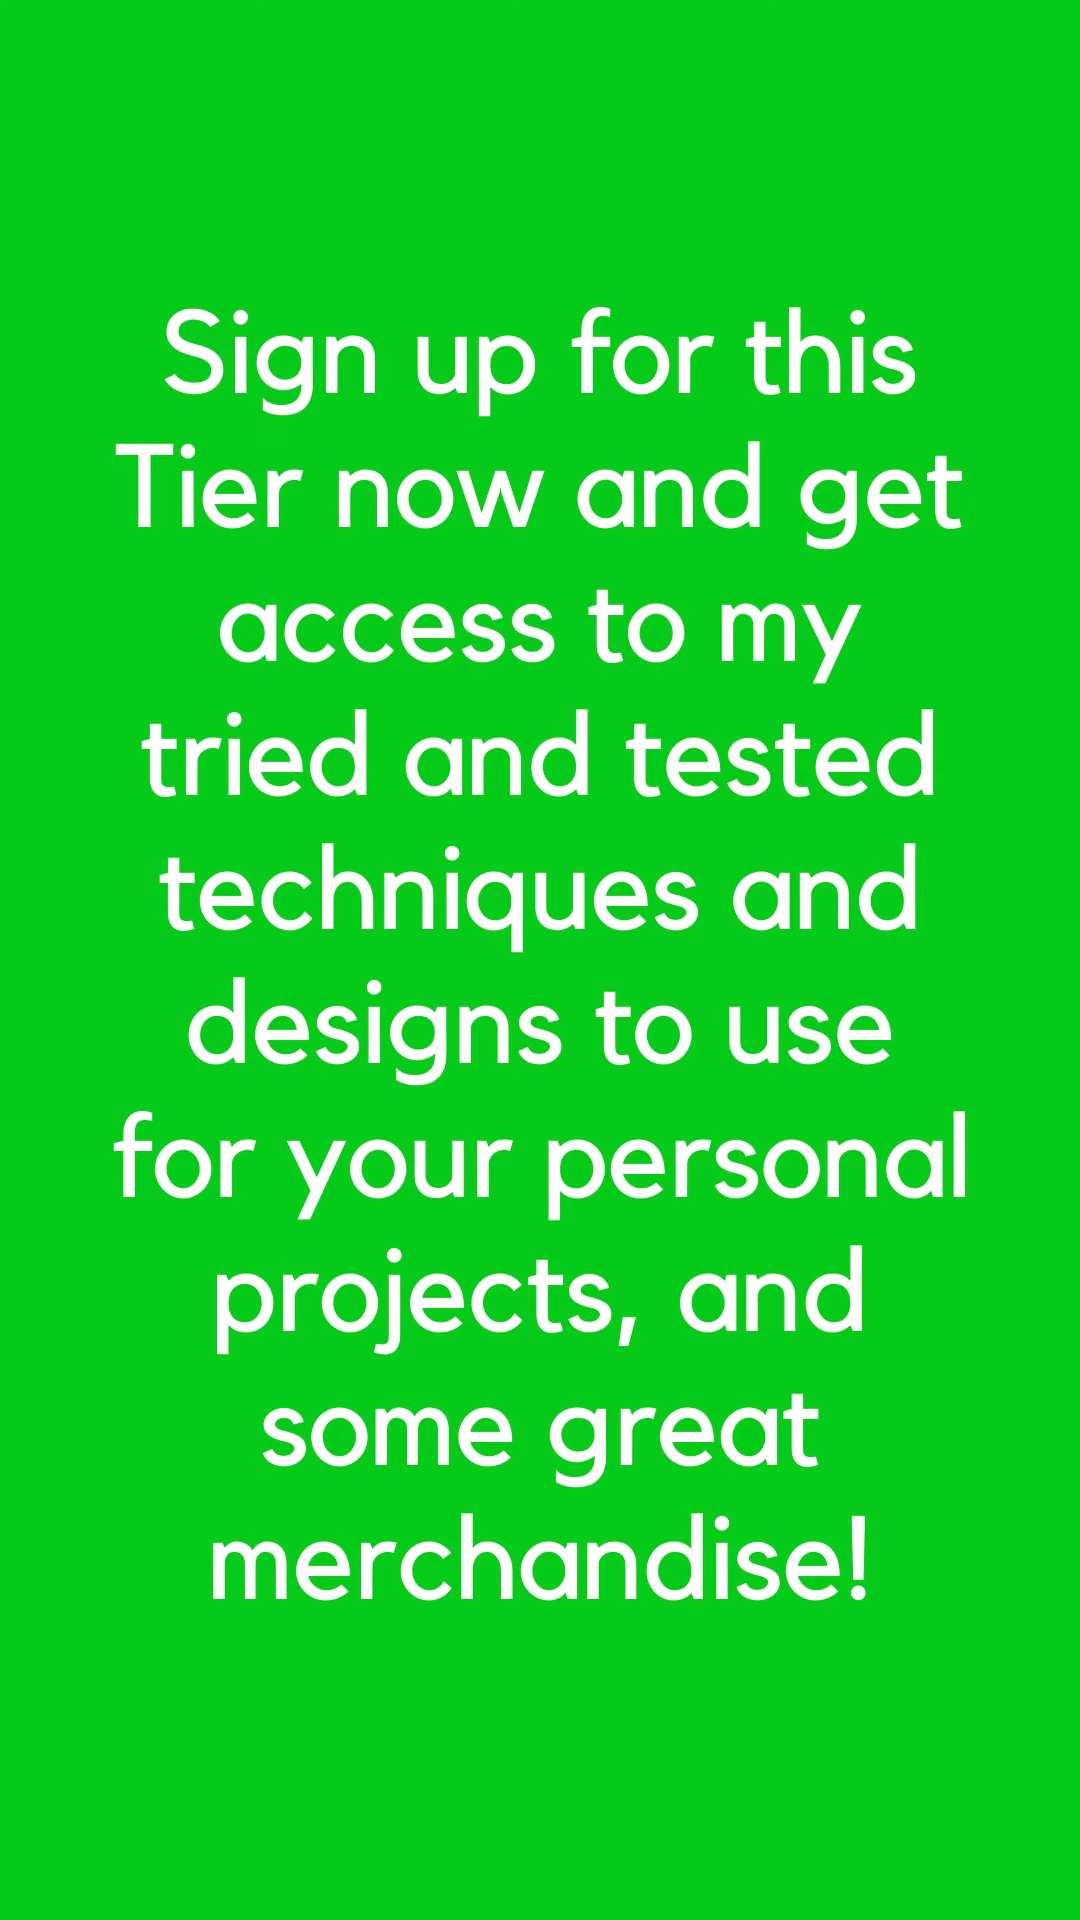 Sign up for this
Tier now and get
access to my
tried and tested
techniques and
designs to use
for your personal
projects, and
some great
merchandise!